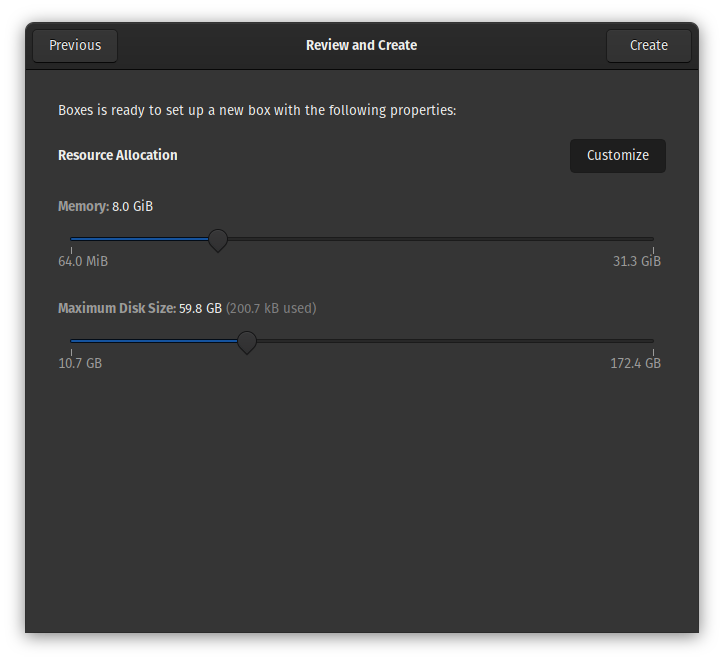 Previous
Review and Create
Create
Boxes is ready to set up a new box with the following properties:
Resource Allocation
Customize
Memory: 8.0 GiB
64.0 MiB
31.3 GiB
Maximum Disk Size: 59.8 GB (200.7 kB used)
10.7 GB
172.4 GB